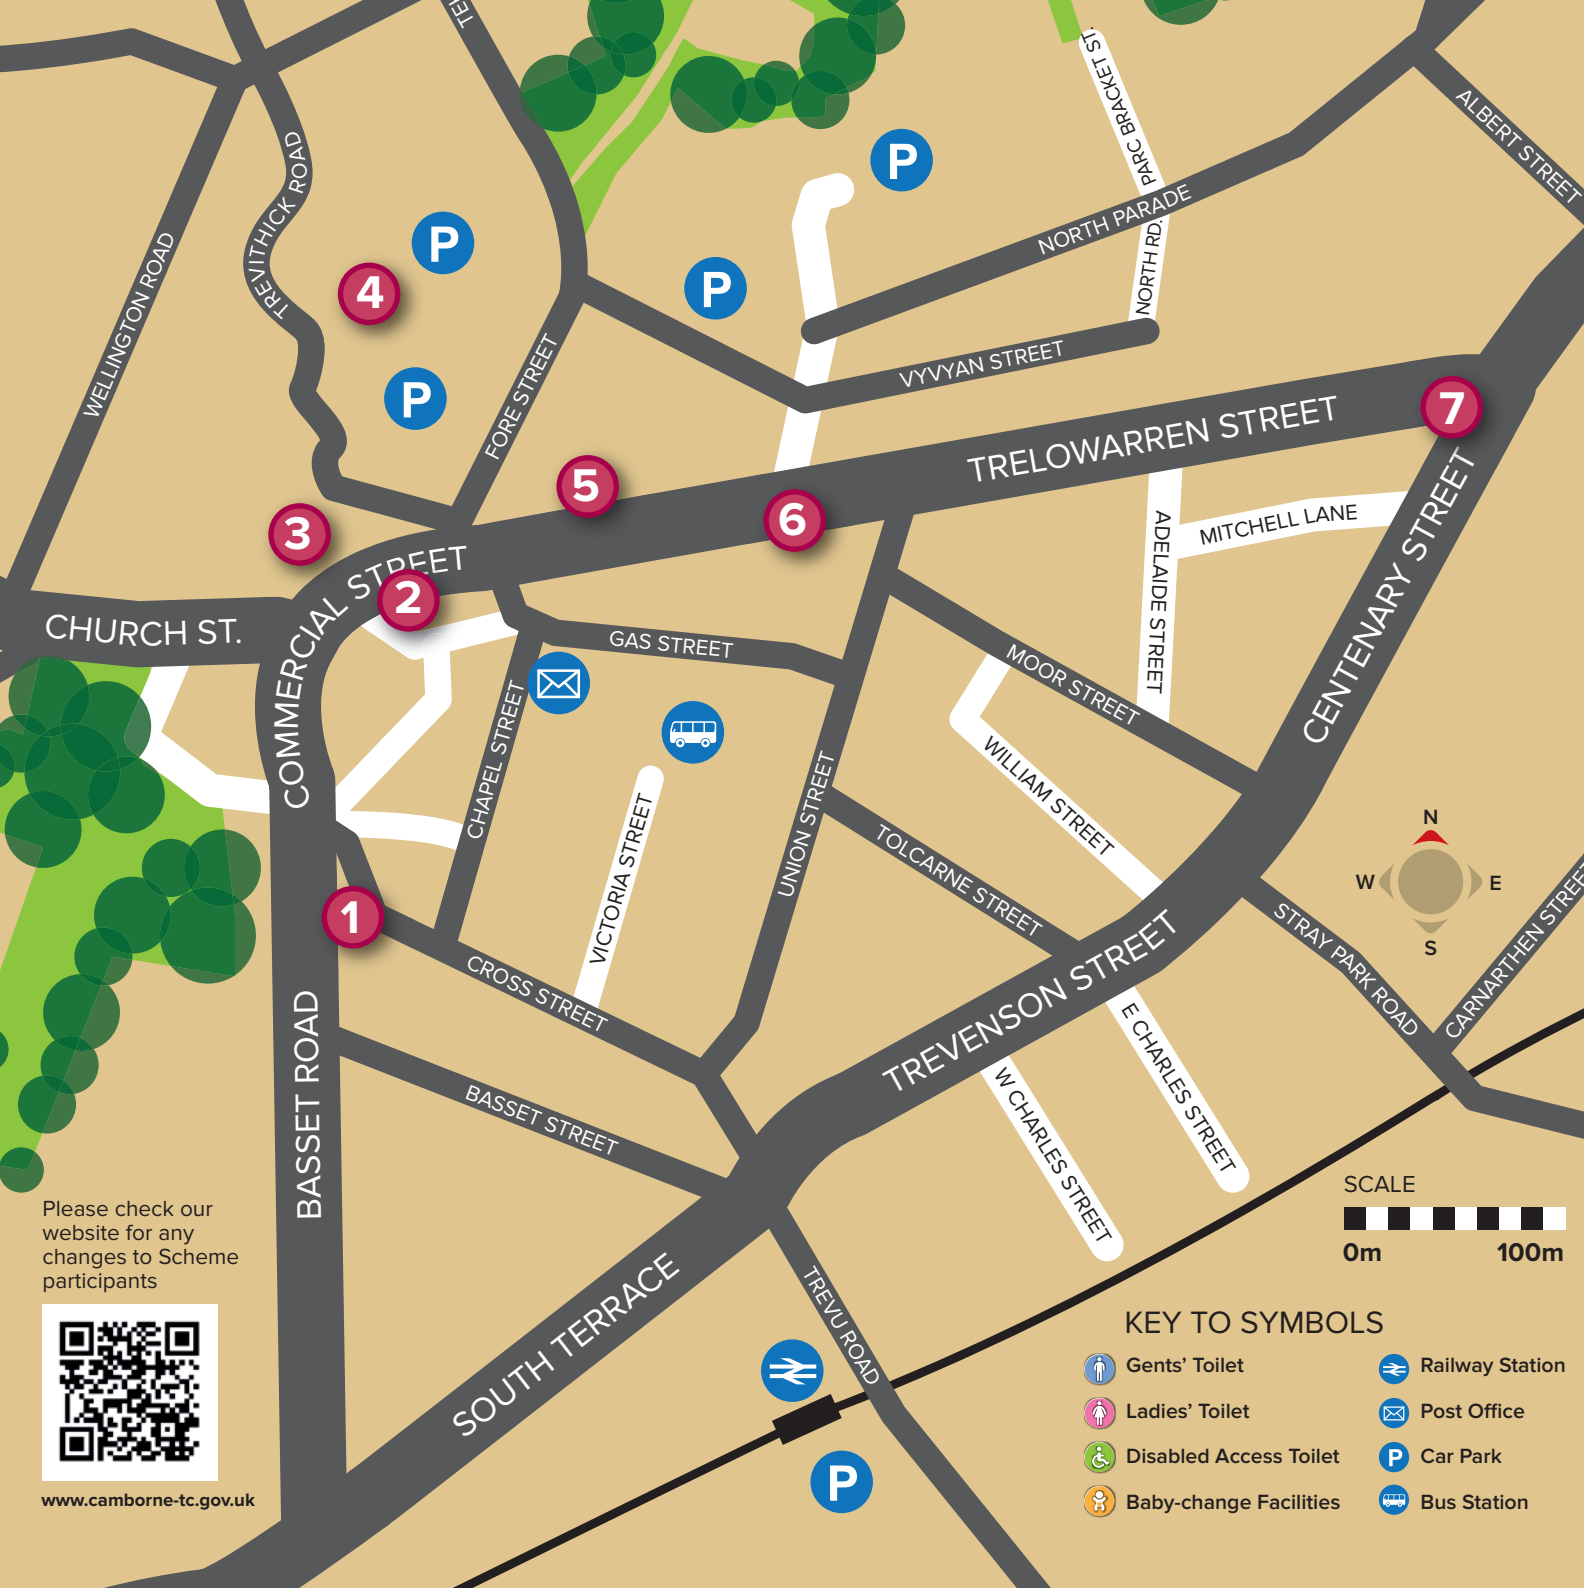 TREVITHICK ROAD
WELLINGTON ROAD
PARC BRACKET ST.
ALBERT STREET
P
P
P
P
4
NORTH PARADE
NORTH RD.
FORE STREET
VYVYAN STREET
TRELOWARREN STREET
7
5
6
3
2
MITCHELL LANE
ADELAIDE STREET
CENTENARY STREET
CHURCH ST.
COMMERCIAL STREET
GAS STREET
MOOR STREET
CHAPEL STREET
VICTORIA STREET
UNION STREET
WILLIAM STREET
TOLCARNE STREET
1
CROSS STREET
N
W
E
S
STRAY PARK ROAD
CARNARTHEN STREET
TREVENSON STREET
BASSET ROAD
BASSET STREET
E CHARLES STREET
W CHARLES STREET
SOUTH TERRACE
TREVU ROAD
P
Please check our
website for any
changes to Scheme
participants
www.camborne-tc.gov.uk
SCALE
0m 100m
KEY TO SYMBOLS
Gents’ Toilet
Ladies’ Toilet
Disabled Access Toilet
Baby-change Facilities
Railway Station
Post Office
P Car Park
Bus Station